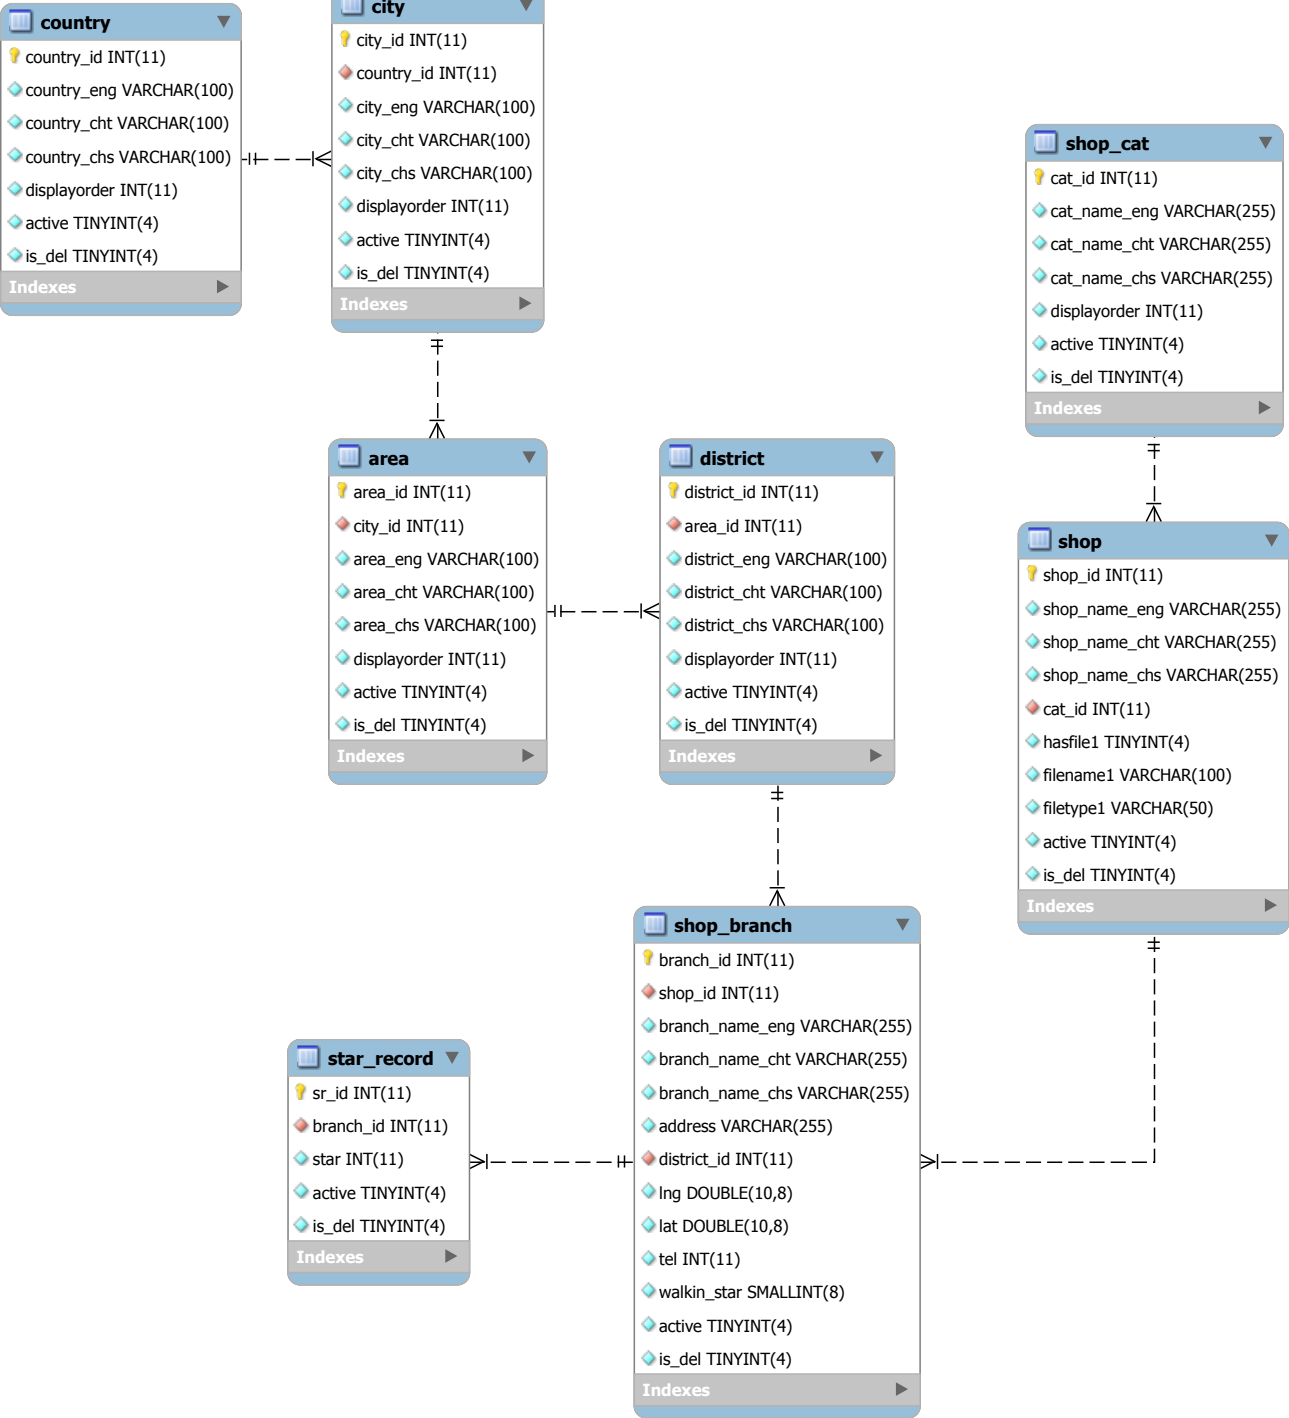 country
country_id INT(11)
country_eng VARCHAR(100)
country_cht VARCHAR(100)
country_chs VARCHAR(100)
displayorder INT(11)
active TINYINT(4)
is_del TINYINT(4)
Indexes
city
city_id INT(11)
country_id INT(11)
city_eng VARCHAR(100)
city_cht VARCHAR(100)
city_chs VARCHAR(100)
displayorder INT(11)
active TINYINT(4)
is_del TINYINT(4)
Indexes
shop_cat
cat_id INT(11)
cat_name_eng VARCHAR(255)
cat_name_cht VARCHAR(255)
cat_name_chs VARCHAR(255)
displayorder INT(11)
active TINYINT(4)
is_del TINYINT(4)
Indexes
area
area_id INT(11)
city_id INT(11)
area_eng VARCHAR(100)
area_cht VARCHAR(100)
area_chs VARCHAR(100)
displayorder INT(11)
active TINYINT(4)
is_del TINYINT(4)
Indexes
district
district_id INT(11)
area_id INT(11)
district_eng VARCHAR(100)
district_cht VARCHAR(100)
district_chs VARCHAR(100)
displayorder INT(11)
active TINYINT(4)
is_del TINYINT(4)
Indexes
shop
shop_id INT(11)
shop_name_eng VARCHAR(255)
shop_name_cht VARCHAR(255)
shop_name_chs VARCHAR(255)
cat_id INT(11)
hasfile1 TINYINT(4)
filename1 VARCHAR(100)
filetype1 VARCHAR(50)
active TINYINT(4)
is_del TINYINT(4)
Indexes
star_record
sr_id INT(11)
branch_id INT(11)
star INT(11)
active TINYINT(4)
is_del TINYINT(4)
Indexes
shop_branch
branch_id INT(11)
shop_id INT(11)
branch_name_eng VARCHAR(255)
branch_name_cht VARCHAR(255)
branch_name_chs VARCHAR(255)
address VARCHAR(255)
district_id INT(11)
lng DOUBLE(10,8)
lat DOUBLE(10,8)
tel INT(11)
walkin_star SMALLINT(8)
active TINYINT(4)
is_del TINYINT(4)
Indexes